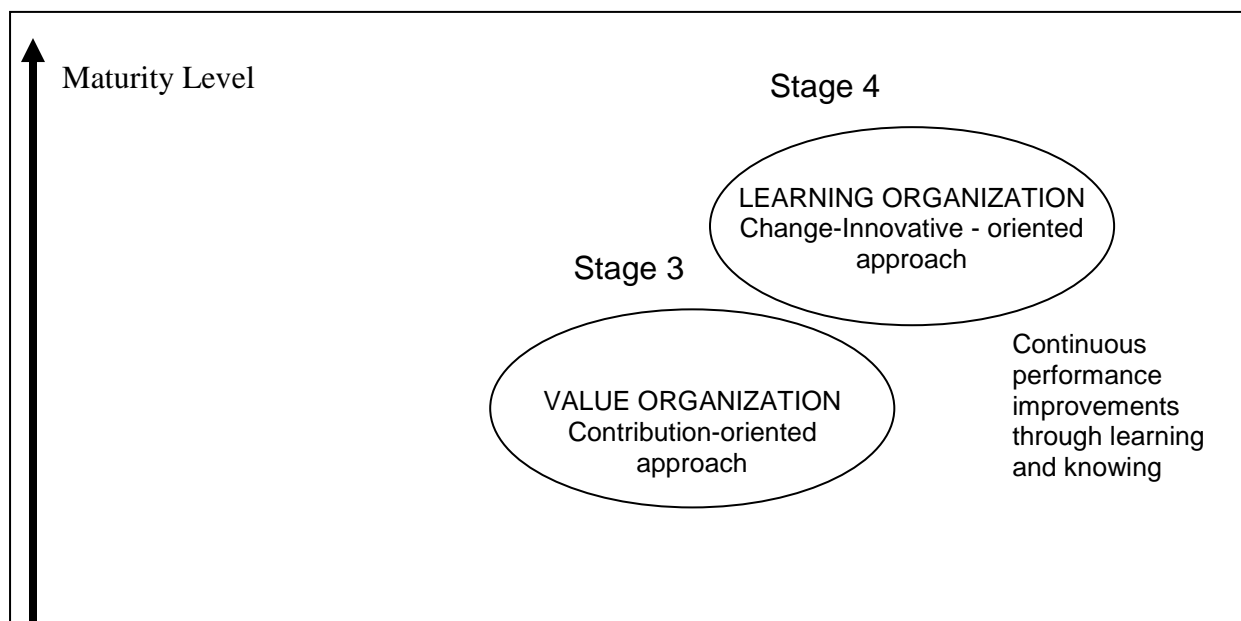 Maturity Level
Stage 4
LEARNING ORGANIZATION
Change-Innovative - oriented
approach
Stage 3
VALUE ORGANIZATION
Contribution-oriented
approach
Continuous
performance
improvements
through learning
and knowing